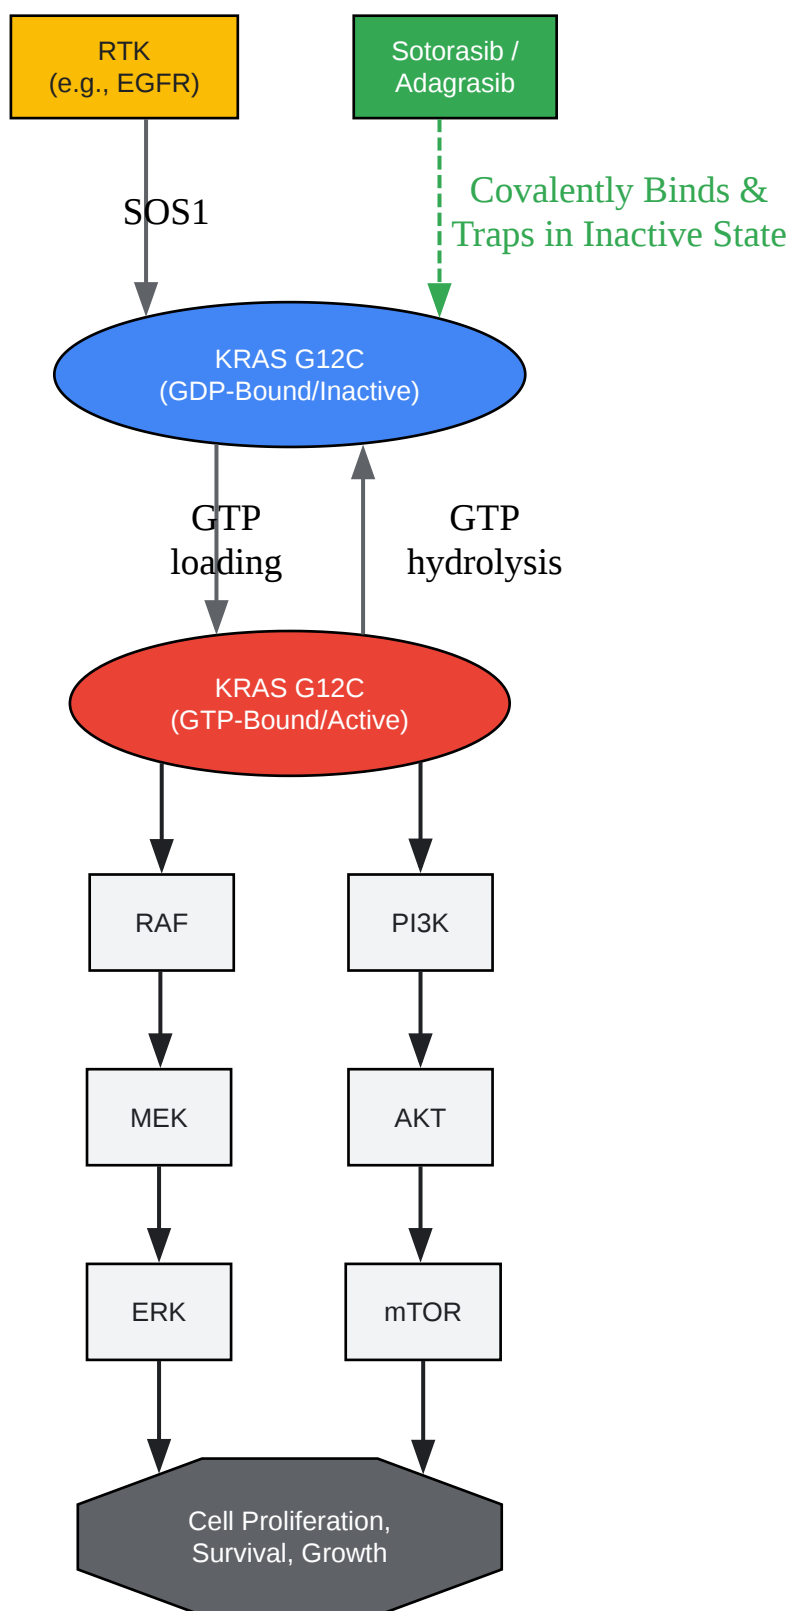 RTK
(e.g., EGFR)
Sotorasib /
Adagrasib
SOS1
Covalently Binds &
Traps in Inactive State
KRAS G12C
(GDP-Bound/Inactive)
GTP
loading
GTP
hydrolysis
KRAS G12C
(GTP-Bound/Active)
RAF
PI3K
MEK
AKT
ERK
mTOR
Cell Proliferation,
Survival, Growth